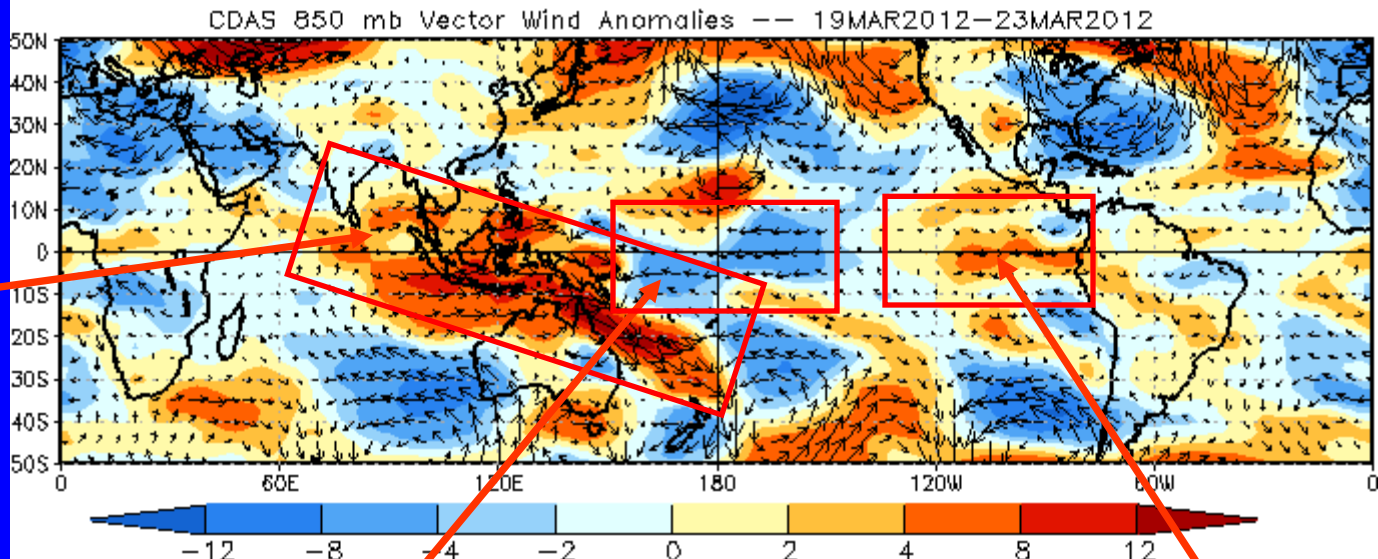 CDAS 850 mb Vector Wind Anomalies –– 19MAR2012–23MAR2012
50N
40N
30N
20N
10N
0
10S
20S
30S
40S
50S
0 60E 120E 180 120W 60W 0
−12 −8 −4 −2 0 2 4 8 12